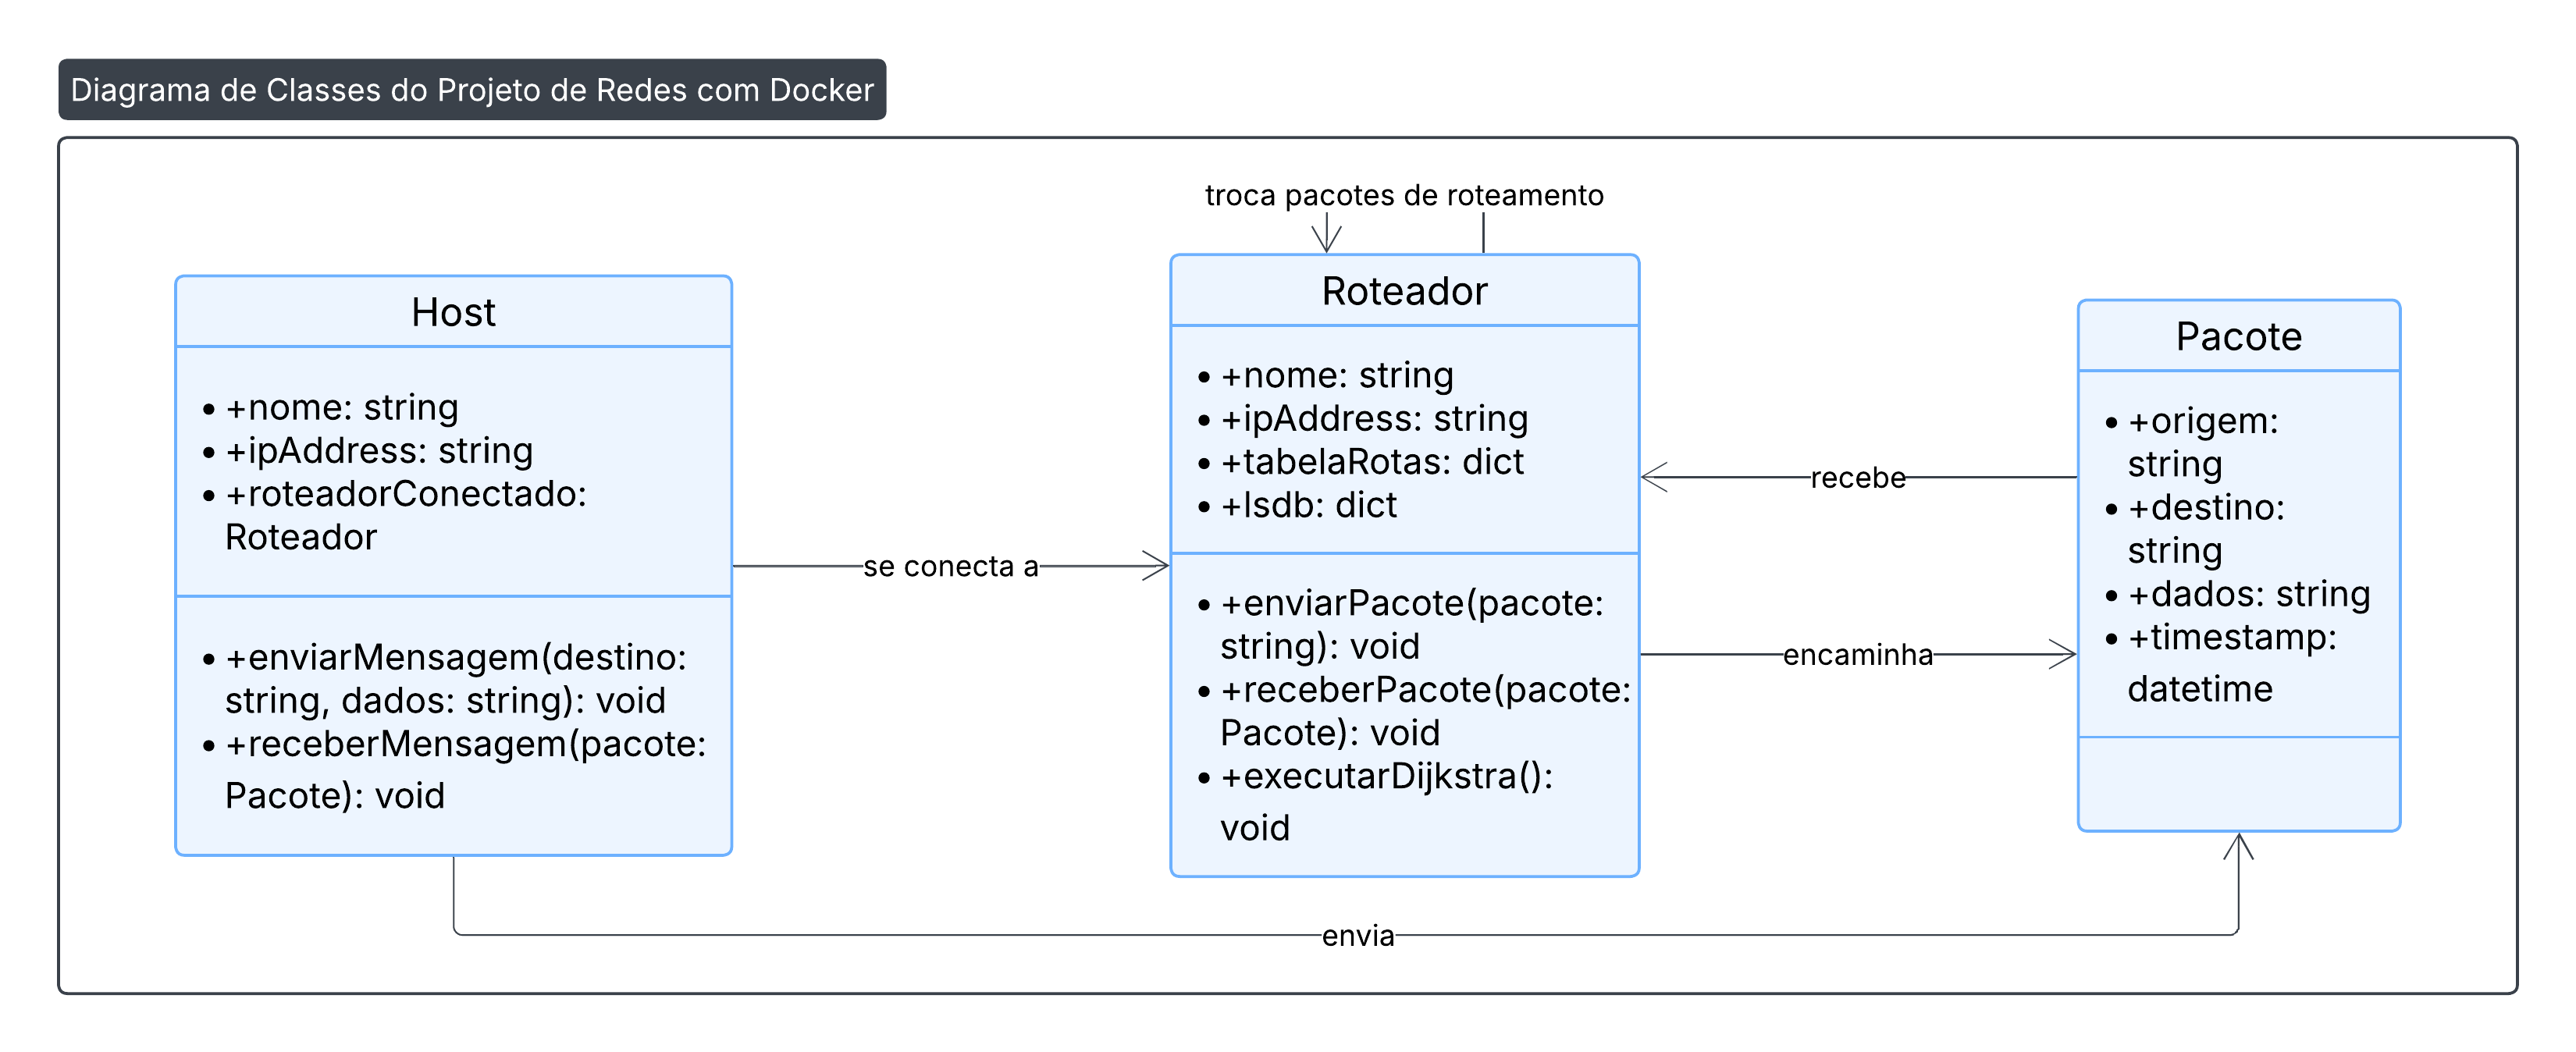 Diagrama de Classes do Projeto de Redes com Docker
troca pacotes de roteamento
Host
+nome: string
+ipAddress: string
+roteadorConectado:
Roteador
+enviarMensagem(destino:
string, dados: string): void
+receberMensagem(pacote:
Pacote): void
se conecta a
Roteador
+nome: string
+ipAddress: string
+tabelaRotas: dict
+lsdb: dict
+enviarPacote(pacote:
string): void
+receberPacote(pacote:
Pacote): void
+executarDijkstra():
void
recebe
encaminha
Pacote
+origem:
string
+destino:
string
+dados: string
+timestamp:
datetime
envia